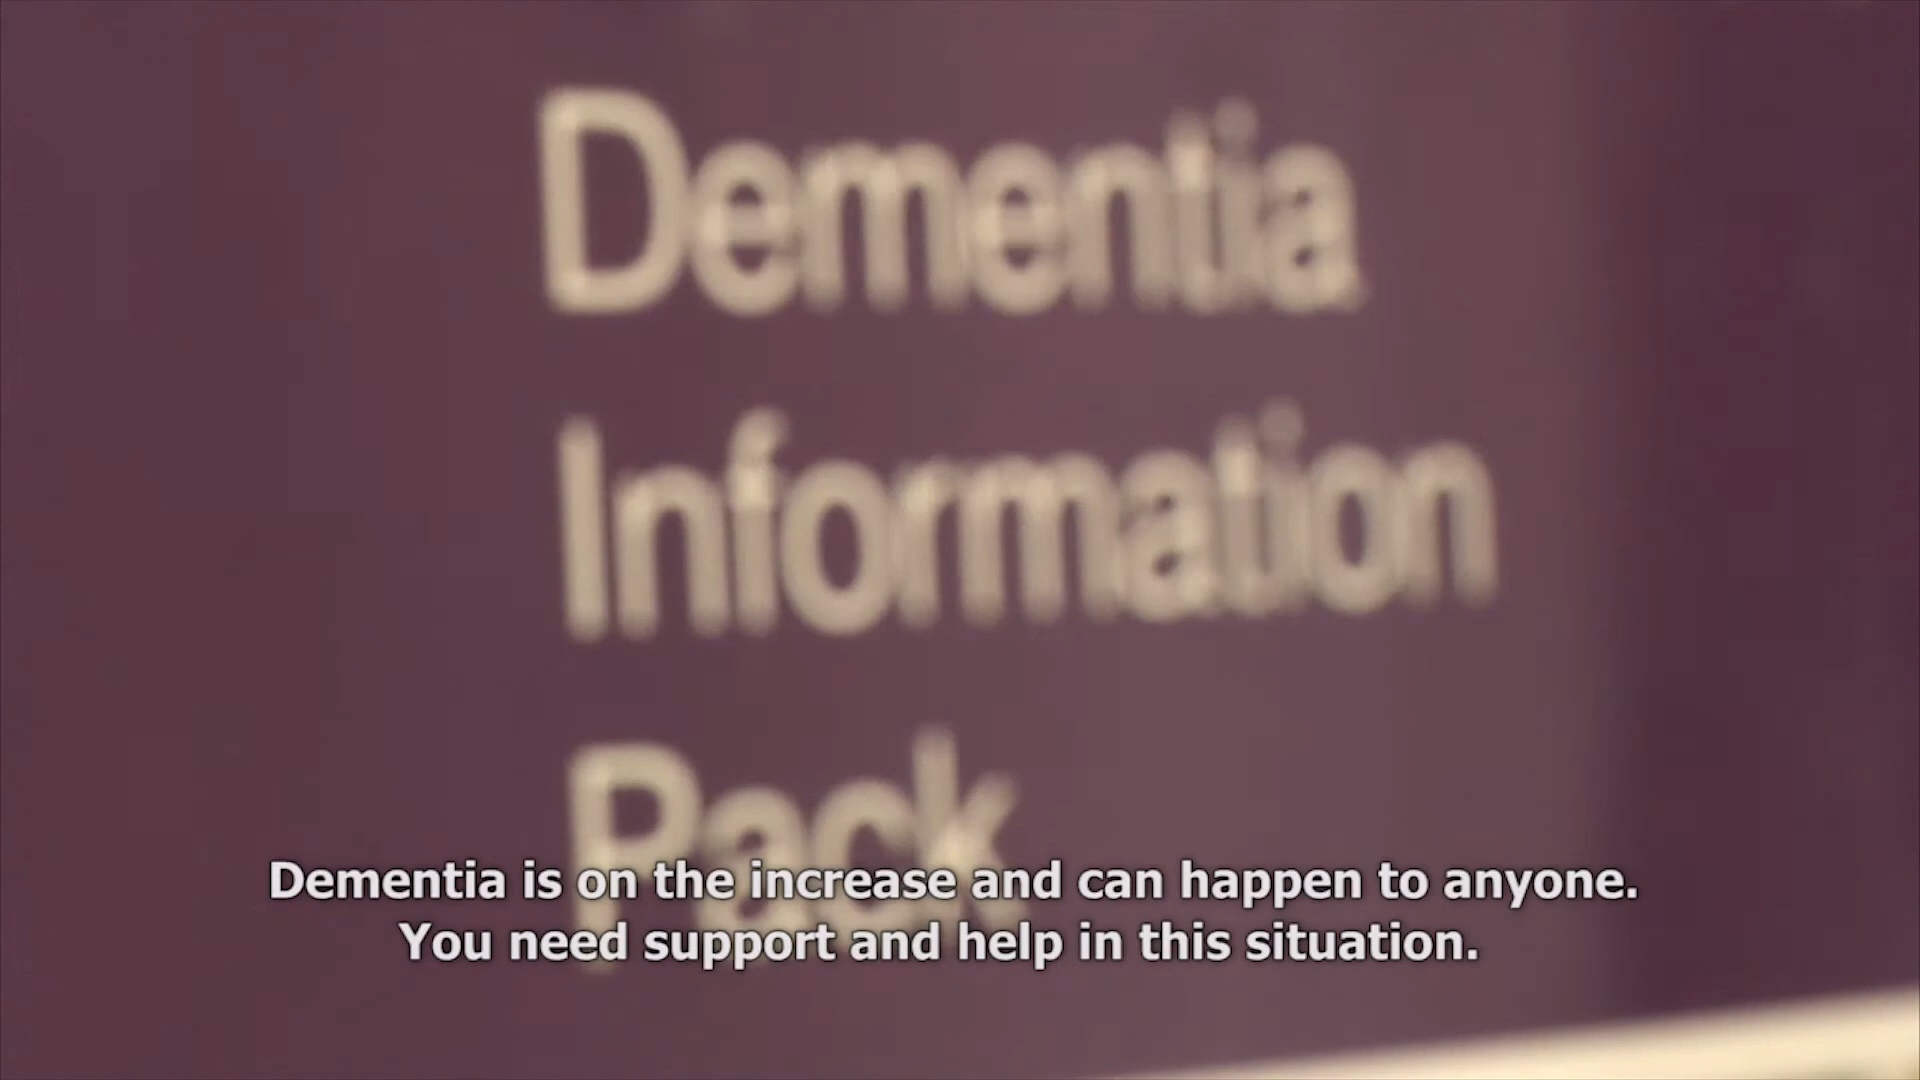 Dementia
Information
Pack
Dementia is on the increase and can happen to anyone.
You need support and help in this situation.